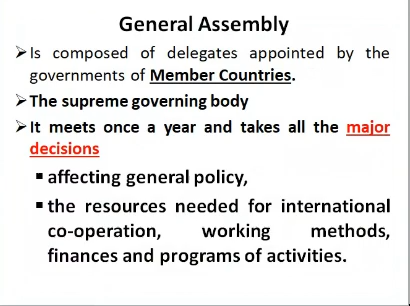 General Assembly
➢Is composed of delegates appointed by the
governments of Member Countries.
➢The supreme governing body
➢It meets once a year and takes all the major
decisions
▪affecting general policy,
▪the resources needed for international
co-operation, working methods,
finances and programs of activities.